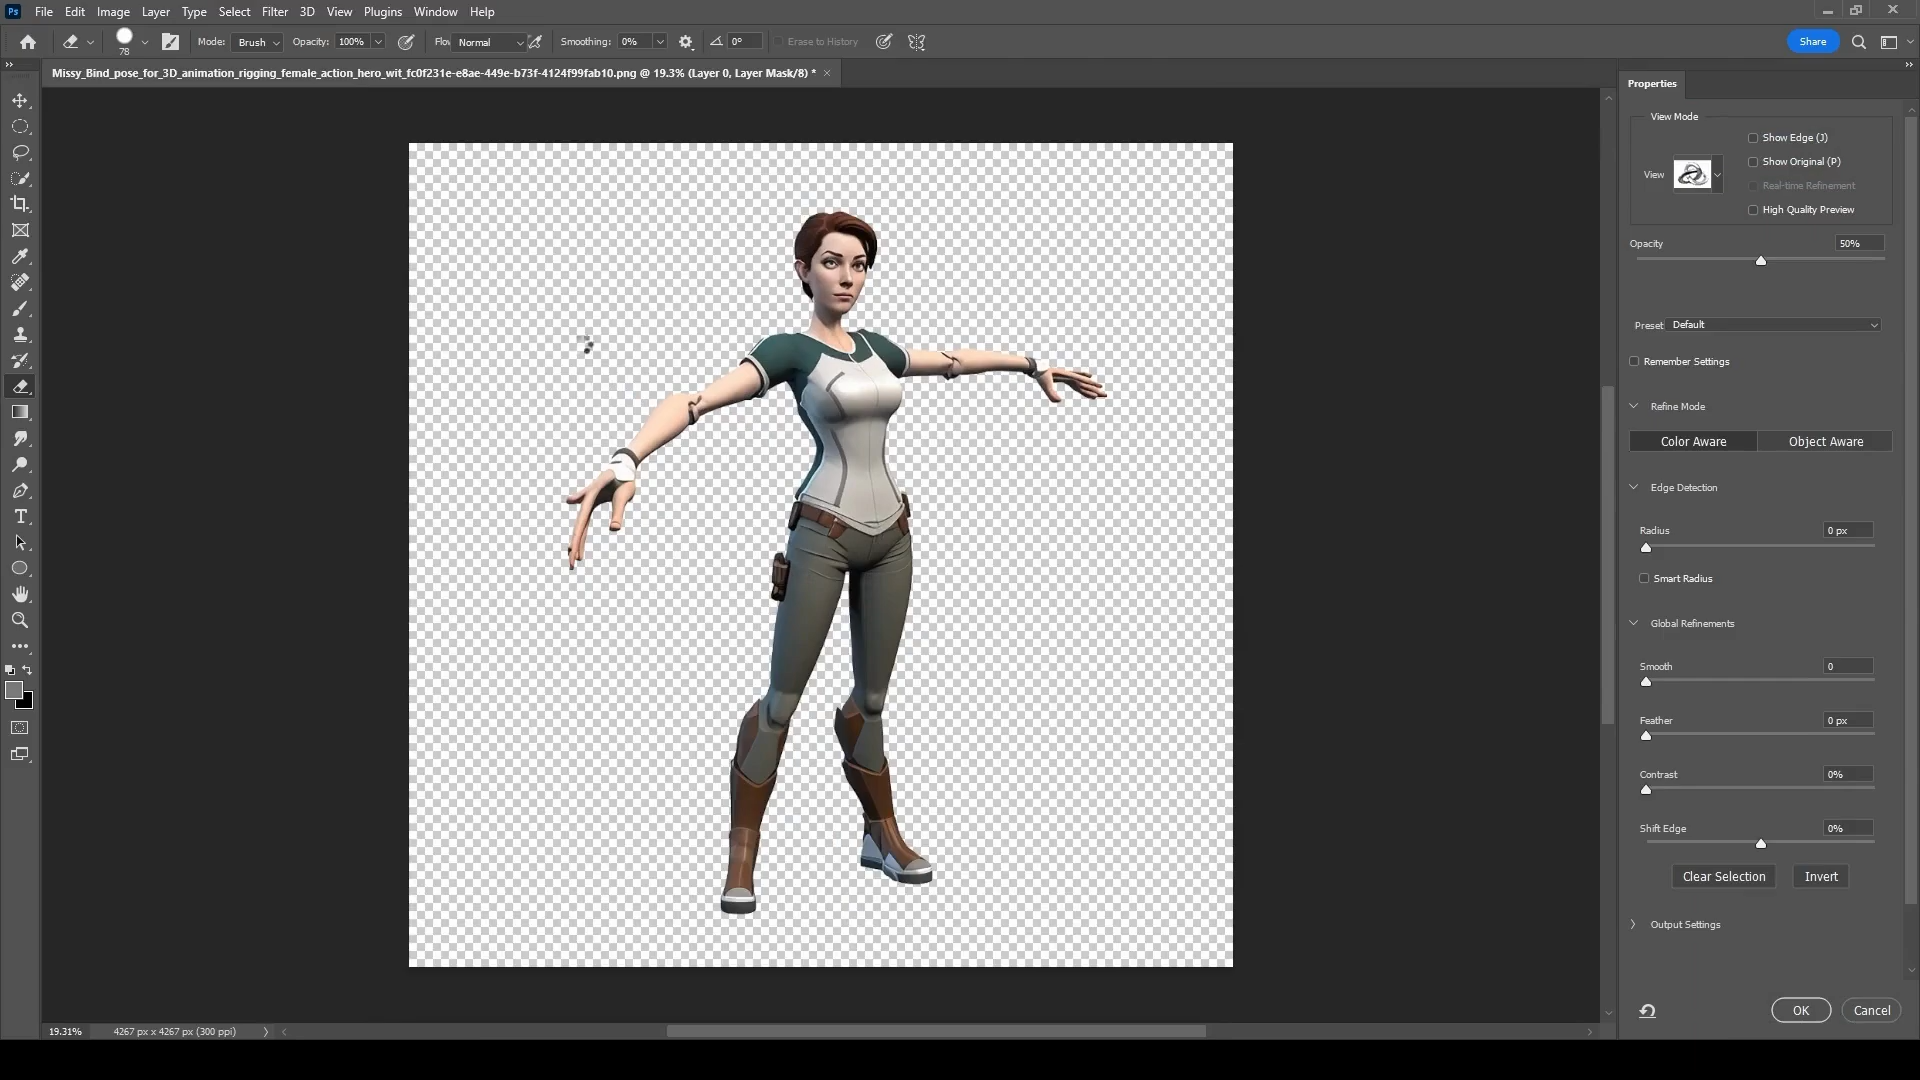 Ps File Edit Image Layer Type Select Filter 3D View Plugins Window Help
78 Mode: Brush Opacity: 100% Flow Normal Smoothing: 0% 0° Erase to History Share
Missy_Bind_pose_for_3D_animation_rigging_female_action_hero_wit_fc0f231e-e8ae-449e-b73f-4124f99fab10.png @ 19.3% (Layer 0, Layer Mask/8) *
Properties
View Mode
Show Edge (J)
Show Original (P)
View
Real-time Refinement
High Quality Preview
Opacity 50%
Preset Default
Remember Settings
Refine Mode
Color Aware Object Aware
Edge Detection
Radius 0 px
Smart Radius
Global Refinements
Smooth 0
Feather 0 px
Contrast 0%
Shift Edge 0%
Clear Selection Invert
Output Settings
OK Cancel
19.31% 4267 px x 4267 px (300 ppi)